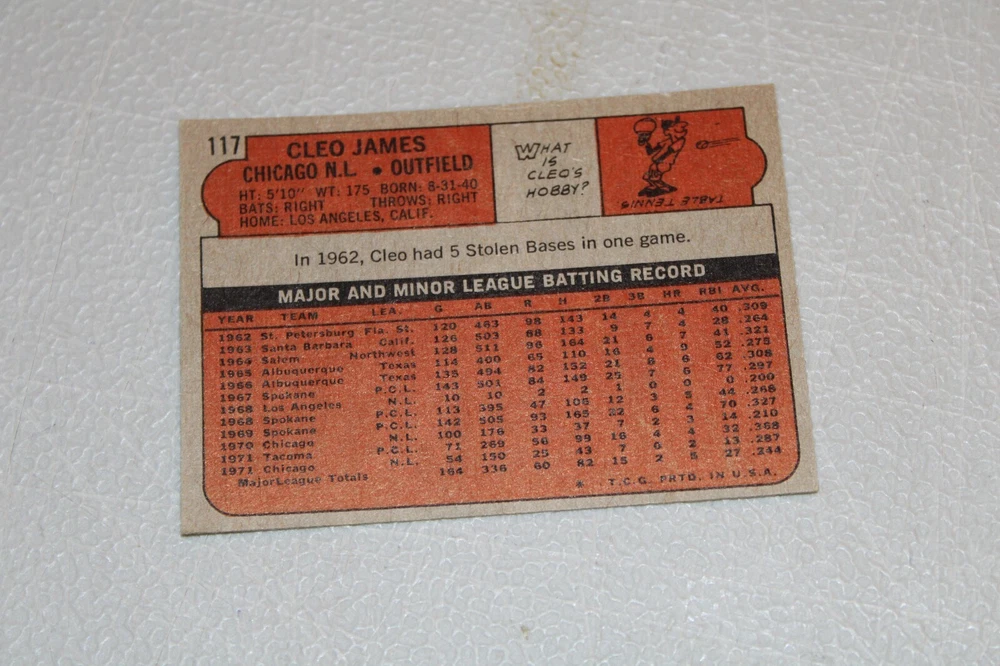 117
CLEO JAMES
CHICAGO N.L. • OUTFIELD
HT: 5'10" WT: 175 BORN: 8-31-40
BATS: RIGHT THROWS: RIGHT
HOME: LOS ANGELES, CALIF.
WHAT
IS
CLEO'S
HOBBY?
TABLE TENNIS
In 1962, Cleo had 5 Stolen Bases in one game.
MAJOR AND MINOR LEAGUE BATTING RECORD
YEAR TEAM LEA. G AB R H 2B 3B HR RBI AVG.
1962 St. Petersburg Fla. St. 120 463 98 143 14 4 4 40 .309
1963 Santa Barbara Calif. 126 503 88 133 9 7 4 28 .264
1964 Salem Northwest 128 511 96 164 21 6 7 41 .321
1965 Albuquerque Texas 114 400 65 110 16 4 9 52 .275
1966 Albuquerque Texas 135 494 82 152 21 6 62 .308
1967 Spokane P.C.L. 143 501 84 149 25 7 6 77 .297
1968 Los Angeles N.L. 10 10 2 2 1 0 0 0 .200
1968 Spokane P.C.L. 113 395 47 106 12 3 5 44 .268
1969 Spokane P.C.L. 142 505 93 165 22 6 4 70 .327
1970 Chicago N.L. 100 176 33 37 7 2 3 14 .210
1971 Tacoma P.C.L. 71 269 56 99 16 4 4 32 .368
1971 Chicago N.L. 54 150 25 43 7 0 2 13 .287
Major League Totals 164 336 60 82 15 2 5 27 .244
* T.C.G. PRTD. IN U.S.A.